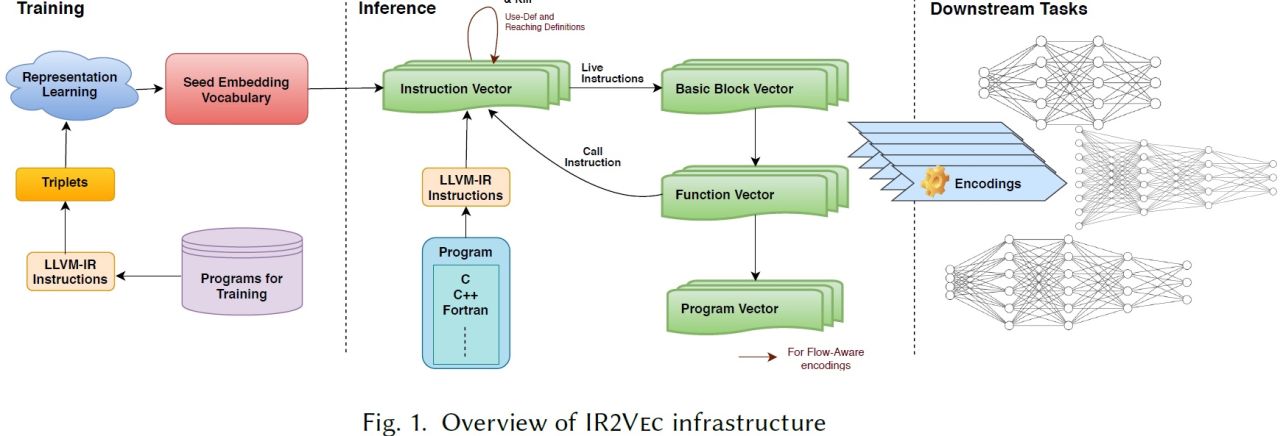 Training
Inference
Downstream Tasks
Use-Def and
Reaching Definitions
Representation
Learning
Seed Embedding
Vocabulary
Instruction Vector
Live
Instructions
Basic Block Vector
Call
Instruction
Triplets
LLVM-IR
Instructions
Function Vector
Encodings
LLVM-IR
Instructions
Programs for
Training
Program
C
C++
Fortran
Program Vector
For Flow-Aware
encodings
Fig. 1. Overview of IR2VEC infrastructure